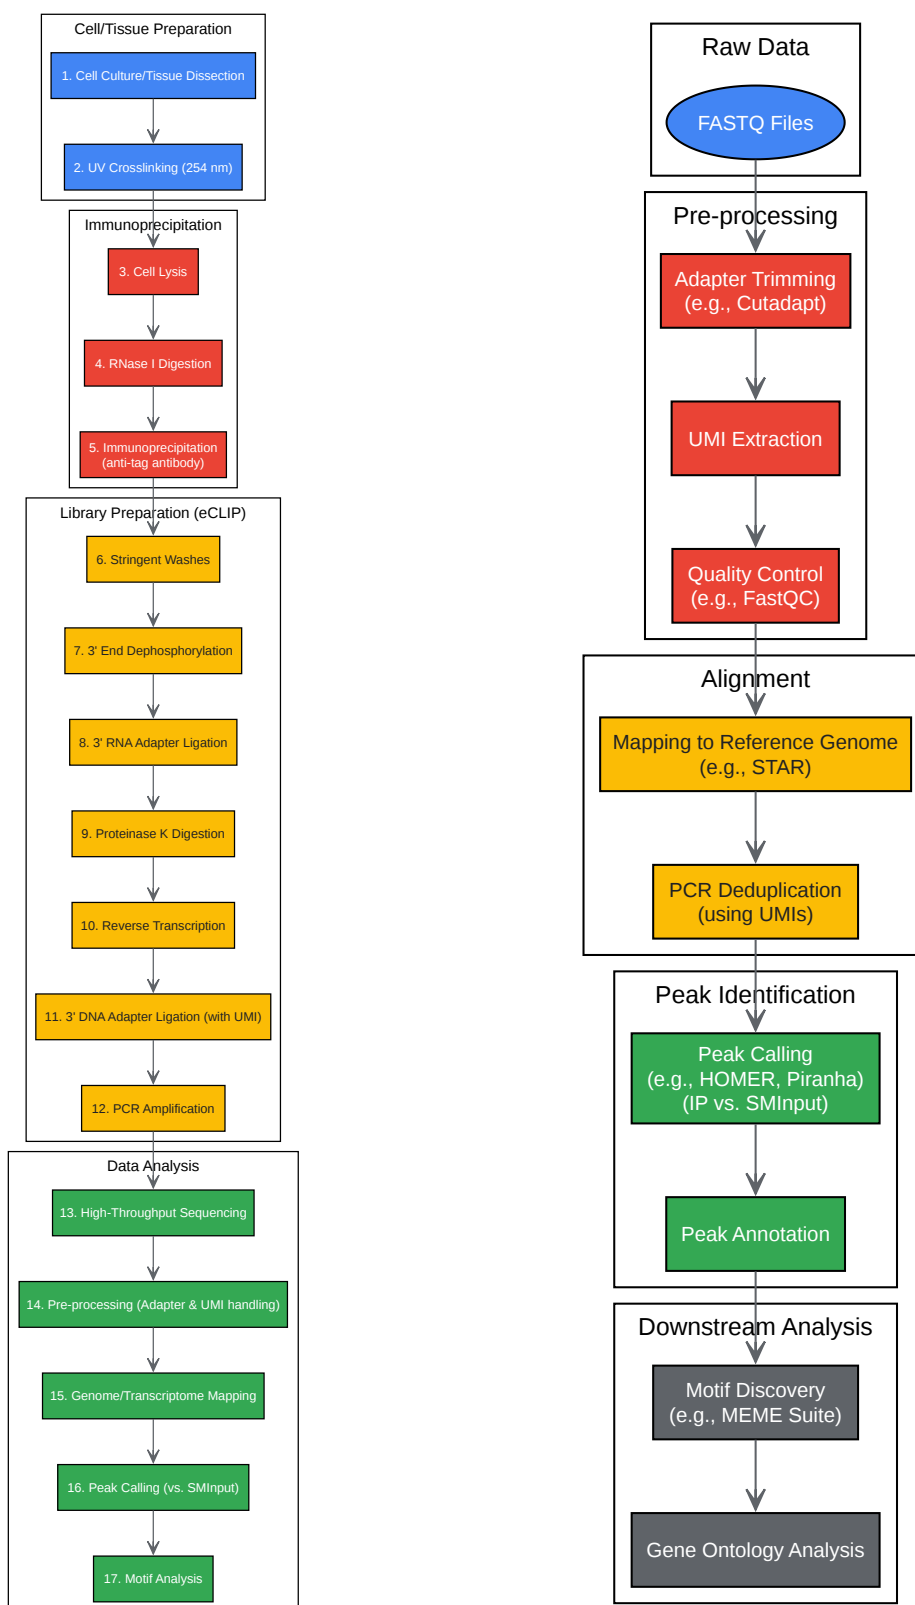 Cell/Tissue Preparation
1. Cell Culture/Tissue Dissection
2. UV Crosslinking (254 nm)
Immunoprecipitation
3. Cell Lysis
4. RNase I Digestion
5. Immunoprecipitation
(anti-tag antibody)
Library Preparation (eCLIP)
6. Stringent Washes
7. 3' End Dephosphorylation
8. 3' RNA Adapter Ligation
9. Proteinase K Digestion
10. Reverse Transcription
11. 3' DNA Adapter Ligation (with UMI)
12. PCR Amplification
Data Analysis
13. High-Throughput Sequencing
14. Pre-processing (Adapter & UMI handling)
15. Genome/Transcriptome Mapping
16. Peak Calling (vs. SMInput)
17. Motif Analysis
Raw Data
FASTQ Files
Pre-processing
Adapter Trimming
(e.g., Cutadapt)
UMI Extraction
Quality Control
(e.g., FastQC)
Alignment
Mapping to Reference Genome
(e.g., STAR)
PCR Deduplication
(using UMIs)
Peak Identification
Peak Calling
(e.g., HOMER, Piranha)
(IP vs. SMInput)
Peak Annotation
Downstream Analysis
Motif Discovery
(e.g., MEME Suite)
Gene Ontology Analysis